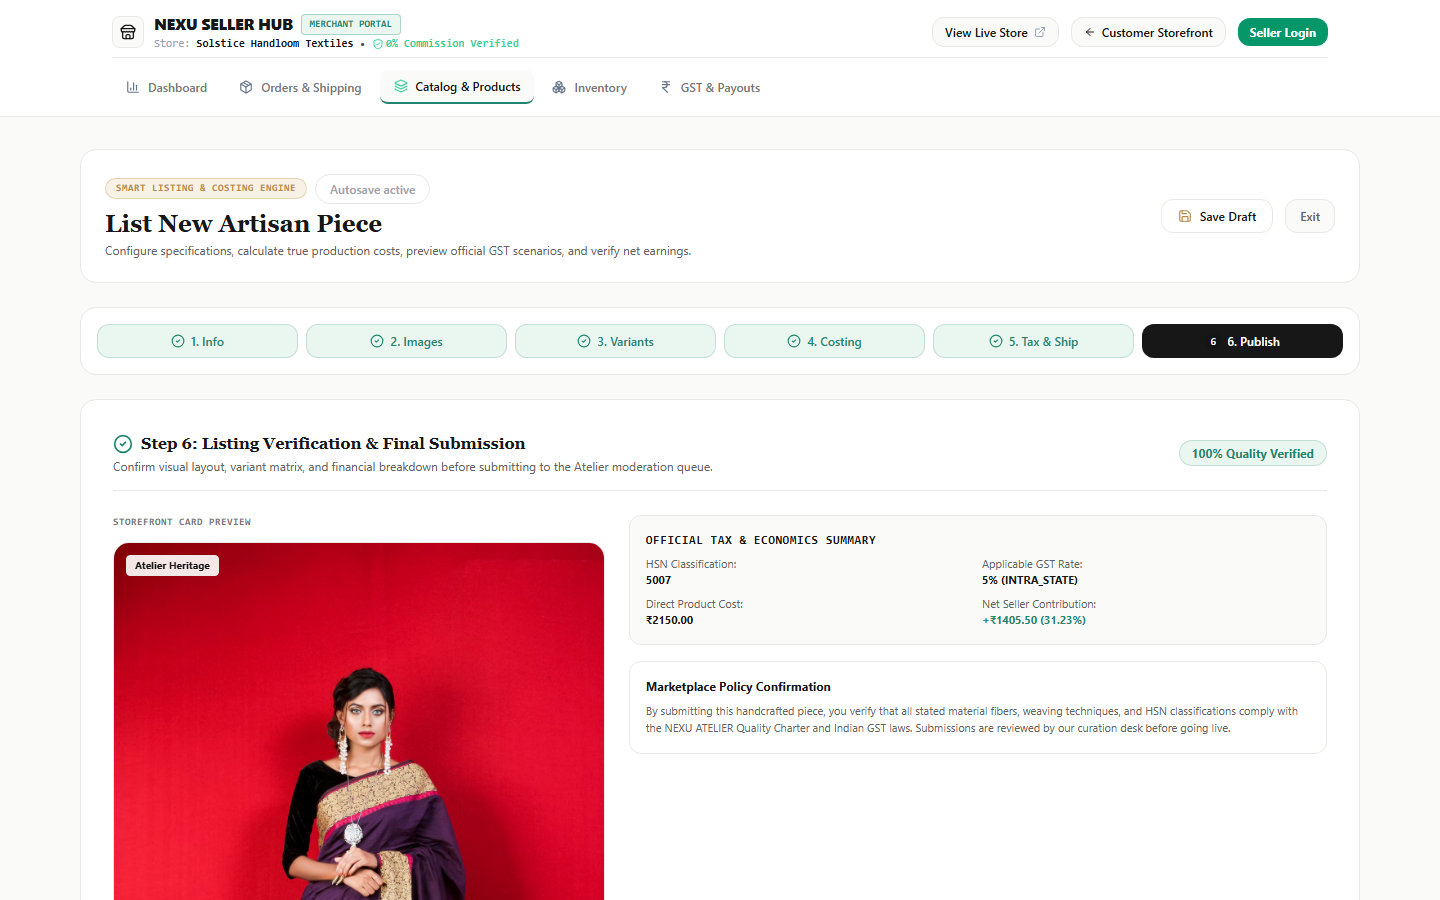 NEXU SELLER HUB MERCHANT PORTAL
Store: Solstice Handloom Textiles • 0% Commission Verified
View Live Store
← Customer Storefront
Seller Login
Dashboard
Orders & Shipping
Catalog & Products
Inventory
₹ GST & Payouts
SMART LISTING & COSTING ENGINE
Autosave active
List New Artisan Piece
Configure specifications, calculate true production costs, preview official GST scenarios, and verify net earnings.
Save Draft
Exit
1. Info
2. Images
3. Variants
4. Costing
5. Tax & Ship
6 6. Publish
Step 6: Listing Verification & Final Submission
Confirm visual layout, variant matrix, and financial breakdown before submitting to the Atelier moderation queue.
100% Quality Verified
STOREFRONT CARD PREVIEW
Atelier Heritage
OFFICIAL TAX & ECONOMICS SUMMARY
HSN Classification:
5007
Applicable GST Rate:
5% (INTRA_STATE)
Direct Product Cost:
₹2150.00
Net Seller Contribution:
+₹1405.50 (31.23%)
Marketplace Policy Confirmation
By submitting this handcrafted piece, you verify that all stated material fibers, weaving techniques, and HSN classifications comply with
the NEXU ATELIER Quality Charter and Indian GST laws. Submissions are reviewed by our curation desk before going live.